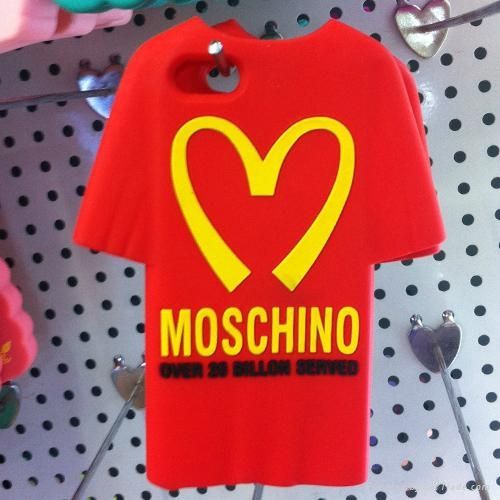 MOSCHINO
OVER 20 BILLON SERVED